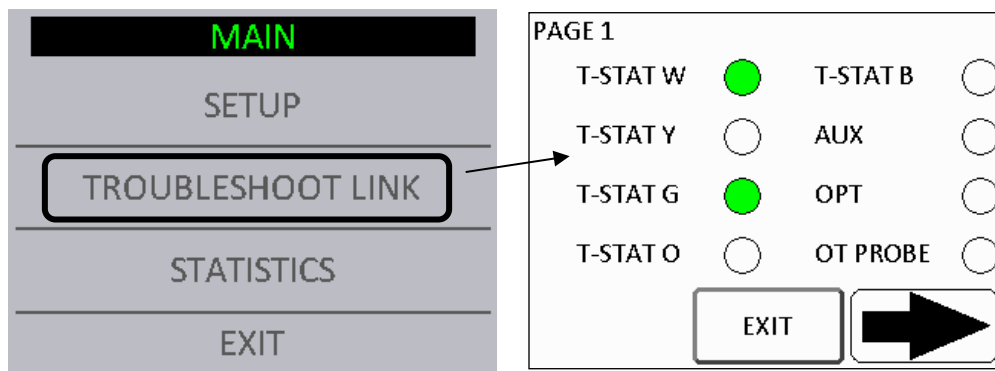 MAIN
SETUP
TROUBLESHOOT LINK
STATISTICS
EXIT
PAGE 1
T-STAT W T-STAT B
T-STAT Y AUX
T-STAT G OPT
T-STAT O OT PROBE
EXIT